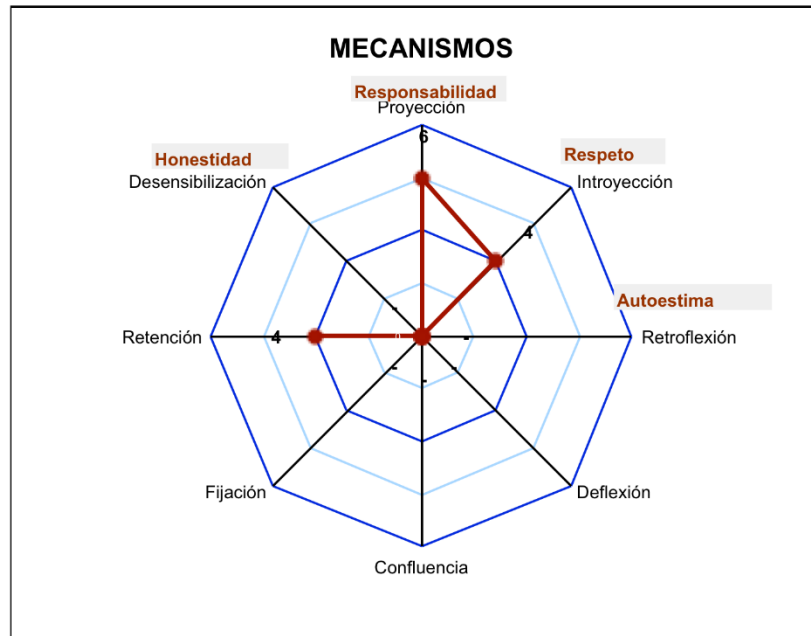 MECANISMOS
Responsabilidad
Proyección
6
Honestidad
Respeto
Desensibilización
Introyección
4
-
Autoestima
Retención
4
-
Retroflexión
-
-
-
Fijación
Deflexión
Confluencia